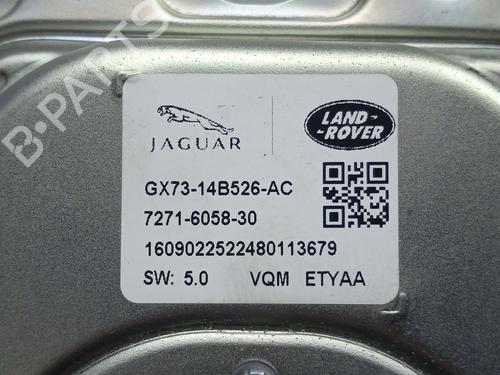 B-PARTS
JAGUAR
LAND
ROVER
GX73-14B526-AC
7271-6058-30
1609022522480113679
SW: 5.0 VQM ETYAA